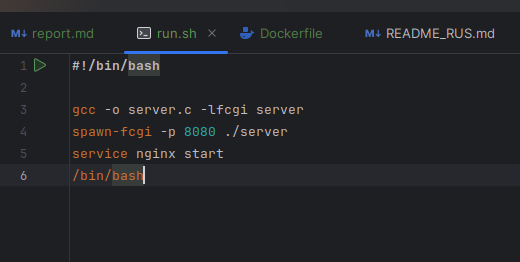 report.md run.sh Dockerfile README_RUS.md
1 #!/bin/bash
2
3 gcc -o server.c -lfcgi server
4 spawn-fcgi -p 8080 ./server
5 service nginx start
6 /bin/bash